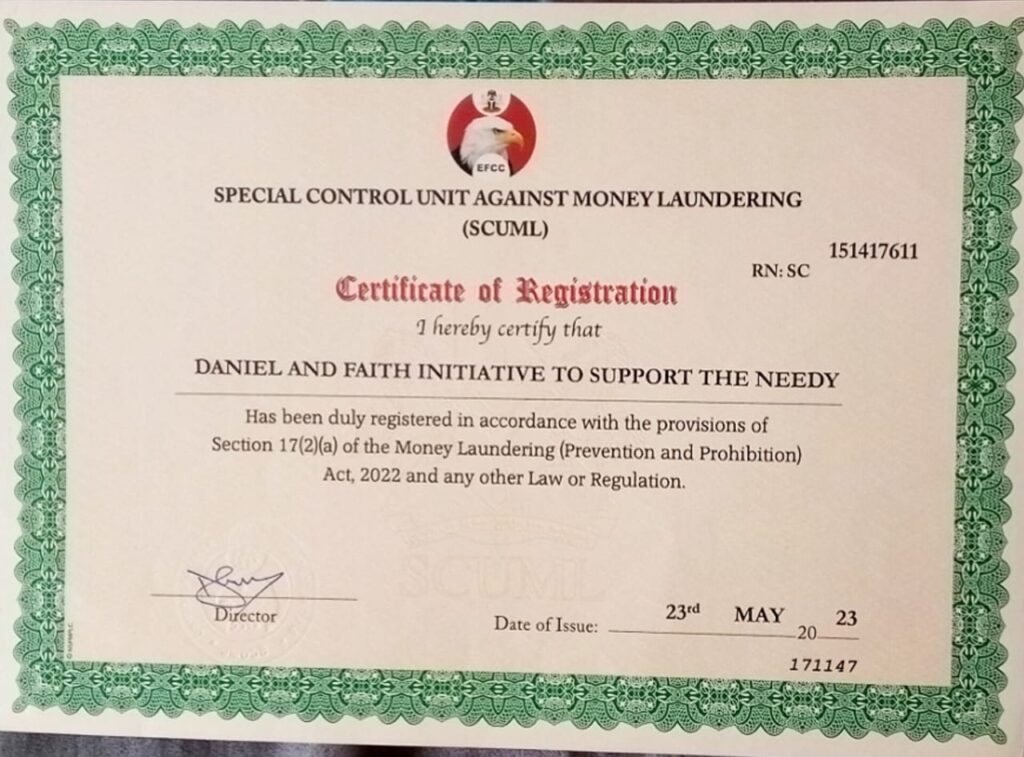 EFCC
SPECIAL CONTROL UNIT AGAINST MONEY LAUNDERING
(SCUML)
151417611
RN: SC
Certificate of Registration
I hereby certify that
DANIEL AND FAITH INITIATIVE TO SUPPORT THE NEEDY
Has been duly registered in accordance with the provisions of
Section 17(2)(a) of the Money Laundering (Prevention and Prohibition)
Act, 2022 and any other Law or Regulation.
SCUML
Director
Date of Issue: 23rd MAY 20 23
171147